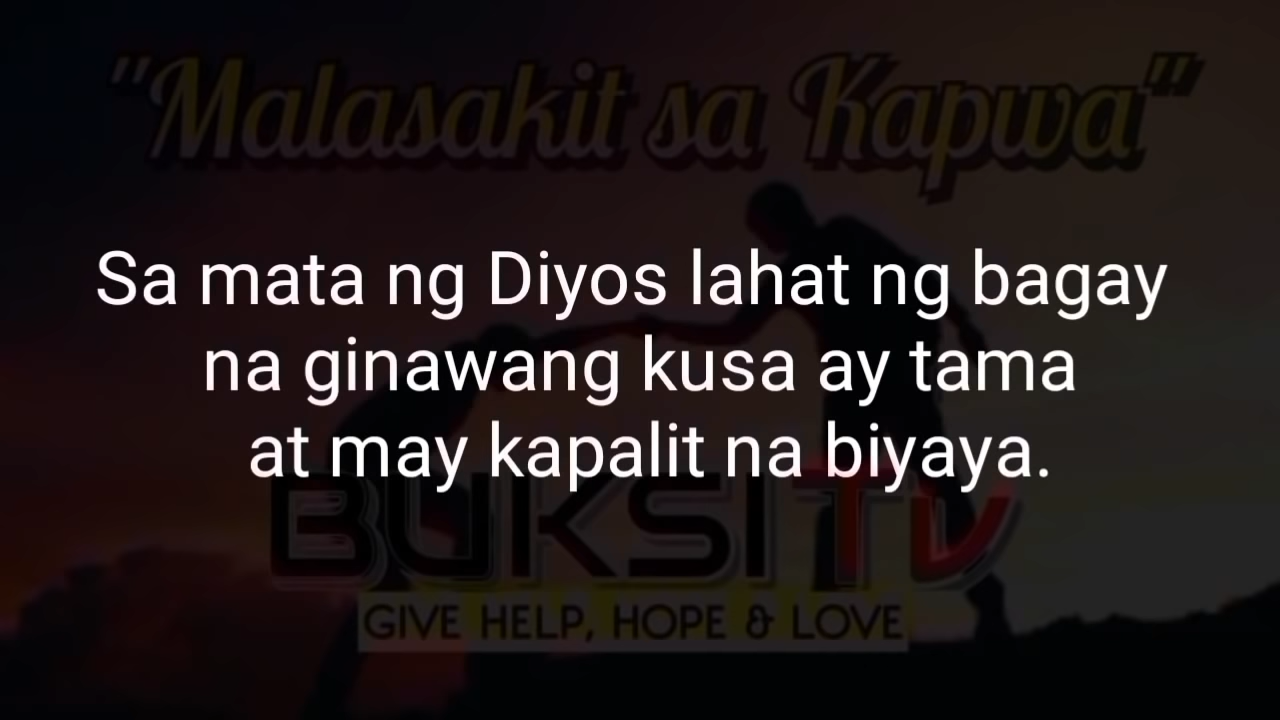 "Malasakit sa Kapwa"
Sa mata ng Diyos lahat ng bagay
na ginawang kusa ay tama
at may kapalit na biyaya.
BUKSI TV
GIVE HELP, HOPE & LOVE